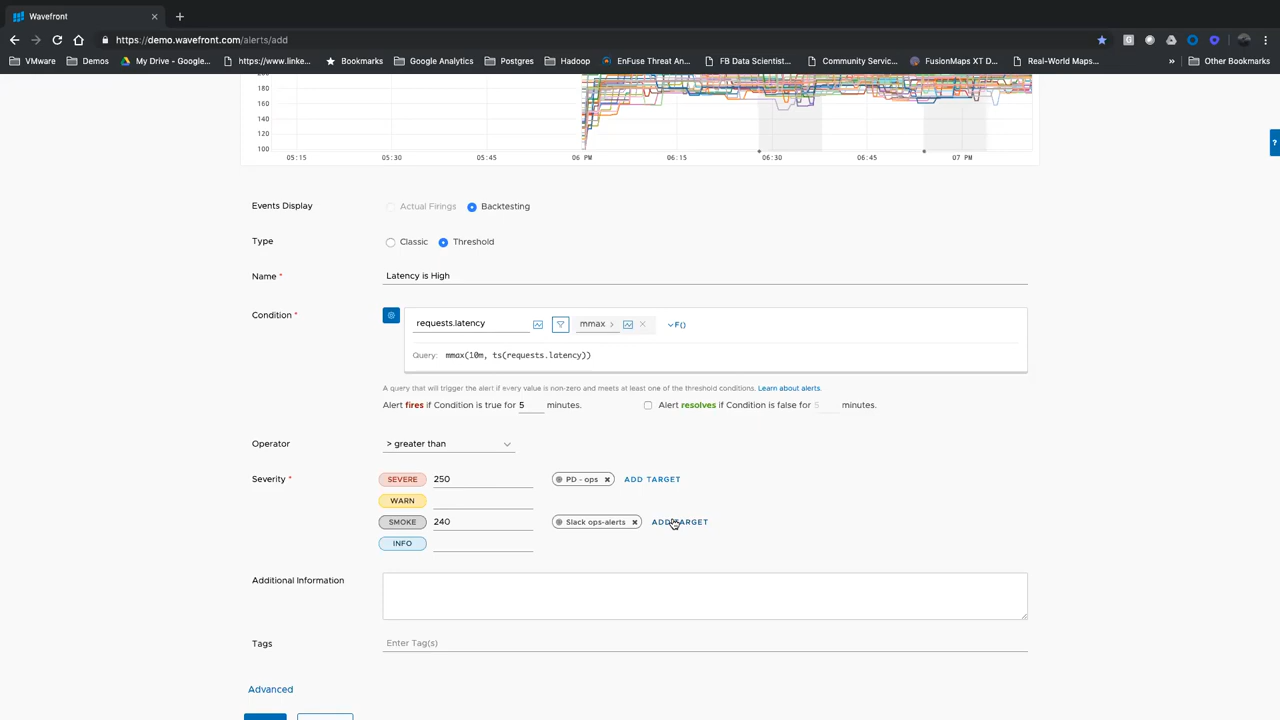 Wavefront
https://demo.wavefront.com/alerts/add
VMware Demos My Drive - Google... https://www.linke... Bookmarks Google Analytics Postgres Hadoop EnFuse Threat An... FB Data Scientist... Community Servic... FusionMaps XT D... Real-World Maps... » Other Bookmarks
200
180
160
140
120
100
05:15 05:30 05:45 06 PM 06:15 06:30 06:45 07 PM
?
Events Display Actual Firings Backtesting
Type Classic Threshold
Name * Latency is High
Condition * requests.latency mmax > F()
Query: mmax(10m, ts(requests.latency))
A query that will trigger the alert if every value is non-zero and meets at least one of the threshold conditions. Learn about alerts.
Alert fires if Condition is true for 5 minutes. Alert resolves if Condition is false for 5 minutes.
Operator > greater than
Severity * SEVERE 250 PD - ops ADD TARGET
WARN
SMOKE 240 Slack ops-alerts ADD TARGET
INFO
Additional Information
Tags Enter Tag(s)
Advanced